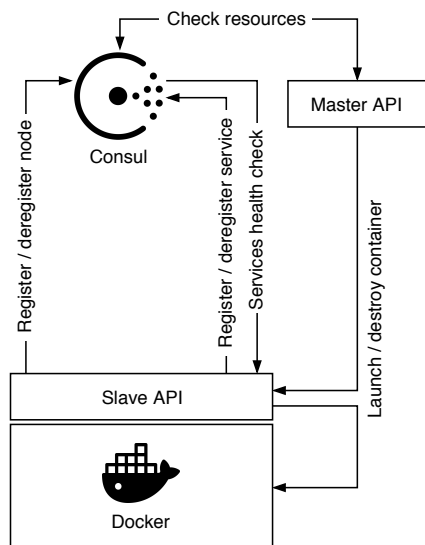 Check resources
Master API
Consul
Register / deregister node
Register / deregister service
Services health check
Launch / destroy container
Slave API
Docker